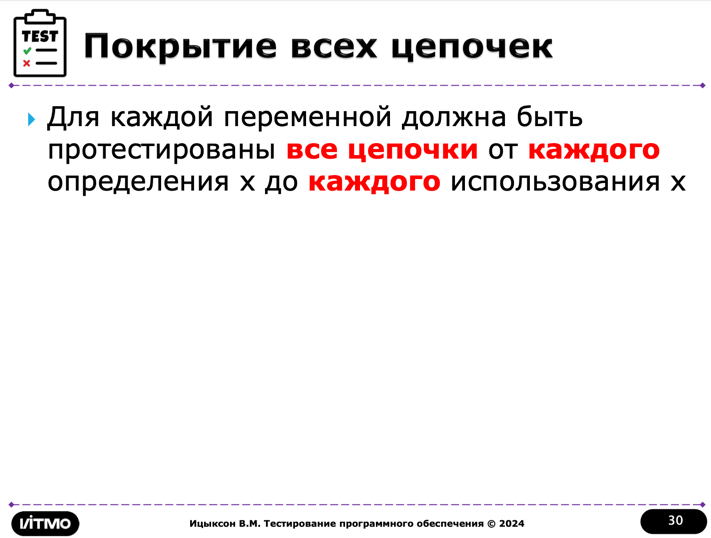 TEST
Покрытие всех цепочек
Для каждой переменной должна быть
протестированы все цепочки от каждого
определения x до каждого использования x
ИТМО
Ицыксон В.М. Тестирование программного обеспечения © 2024
30